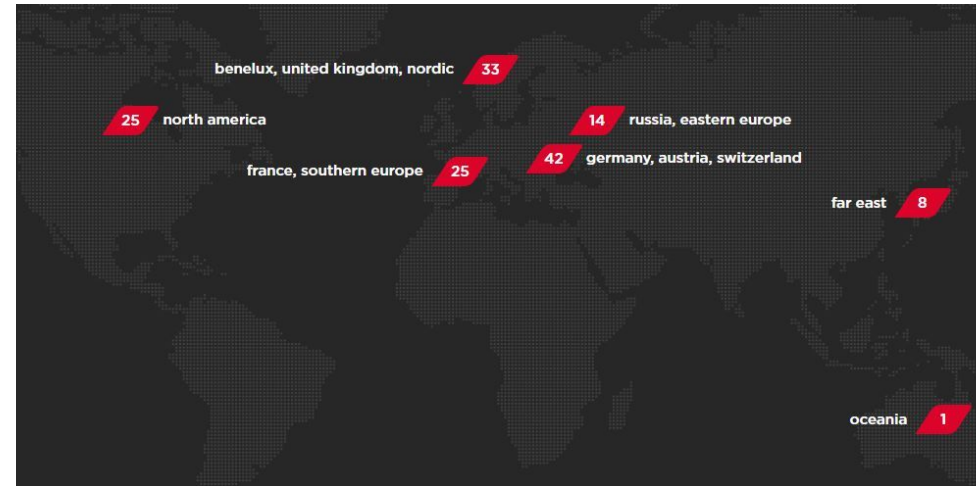 benelux, united kingdom, nordic 33
25 north america
14 russia, eastern europe
42 germany, austria, switzerland
france, southern europe 25
far east 8
oceania 1